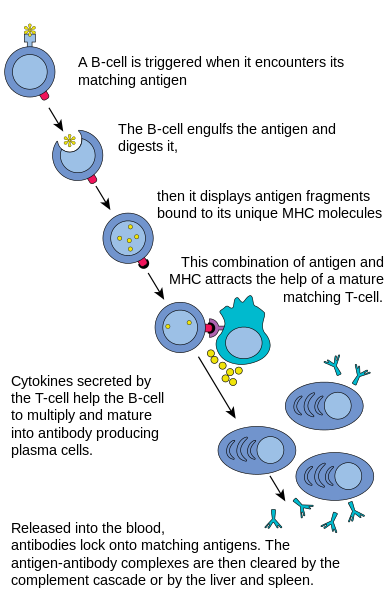 A B-cell is triggered when it encounters its
matching antigen
The B-cell engulfs the antigen and
digests it,
then it displays antigen fragments
bound to its unique MHC molecules
This combination of antigen and
MHC attracts the help of a mature
matching T-cell.
Cytokines secreted by
the T-cell help the B-cell
to multiply and mature
into antibody producing
plasma cells.
Released into the blood,
antibodies lock onto matching antigens. The
antigen-antibody complexes are then cleared by the
complement cascade or by the liver and spleen.